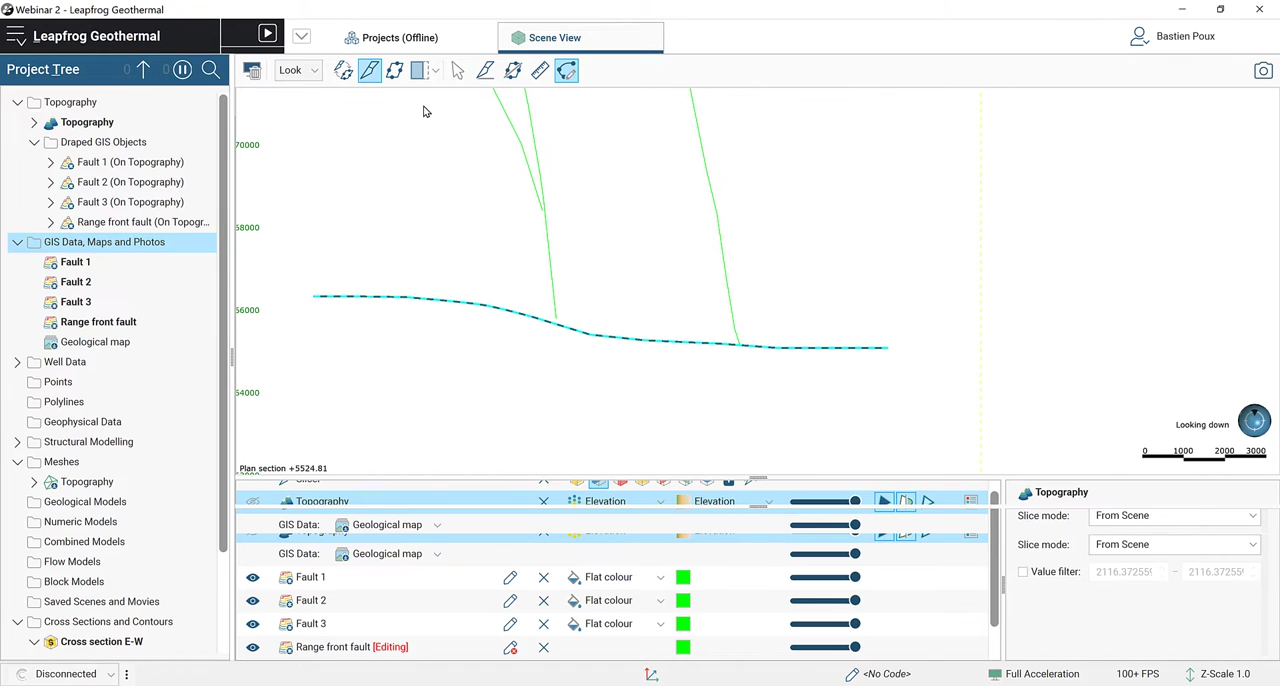 Webinar 2 - Leapfrog Geothermal
Leapfrog Geothermal
Projects (Offline)
Scene View
Bastien Poux
Project Tree
0
0
Look
Topography
Topography
Draped GIS Objects
Fault 1 (On Topography)
Fault 2 (On Topography)
Fault 3 (On Topography)
Range front fault (On Topogr...
GIS Data, Maps and Photos
Fault 1
Fault 2
Fault 3
Range front fault
Geological map
Well Data
Points
Polylines
Geophysical Data
Structural Modelling
Meshes
Topography
Geological Models
Numeric Models
Combined Models
Flow Models
Block Models
Saved Scenes and Movies
Cross Sections and Contours
Cross section E-W
70000
68000
66000
64000
Looking down
0 1000 2000 3000
Plan section +5524.81
Topography Elevation Elevation
GIS Data: Geological map
GIS Data: Geological map
Fault 1 Flat colour
Fault 2 Flat colour
Fault 3 Flat colour
Range front fault [Editing]
Topography
Slice mode: From Scene
Slice mode: From Scene
Value filter: 2116.37255 – 2116.37255
Disconnected
<No Code>
Full Acceleration
100+ FPS
Z-Scale 1.0